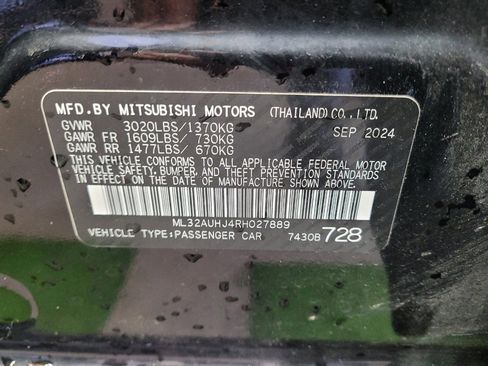 MFD.BY MITSUBISHI MOTORS (THAILAND)CO., LTD.
GVWR 3020LBS/1370KG SEP 2024
GAWR FR 1609LBS/ 730KG
GAWR RR 1477LBS/ 670KG
THIS VEHICLE CONFORMS TO ALL APPLICABLE FEDERAL MOTOR
VEHICLE SAFETY, BUMPER, AND THEFT PREVENTION STANDARDS
IN EFFECT ON THE DATE OF MANUFACTURE SHOWN ABOVE.
ML32AUHJ4RH027889
VEHICLE TYPE:PASSENGER CAR 7430B 728